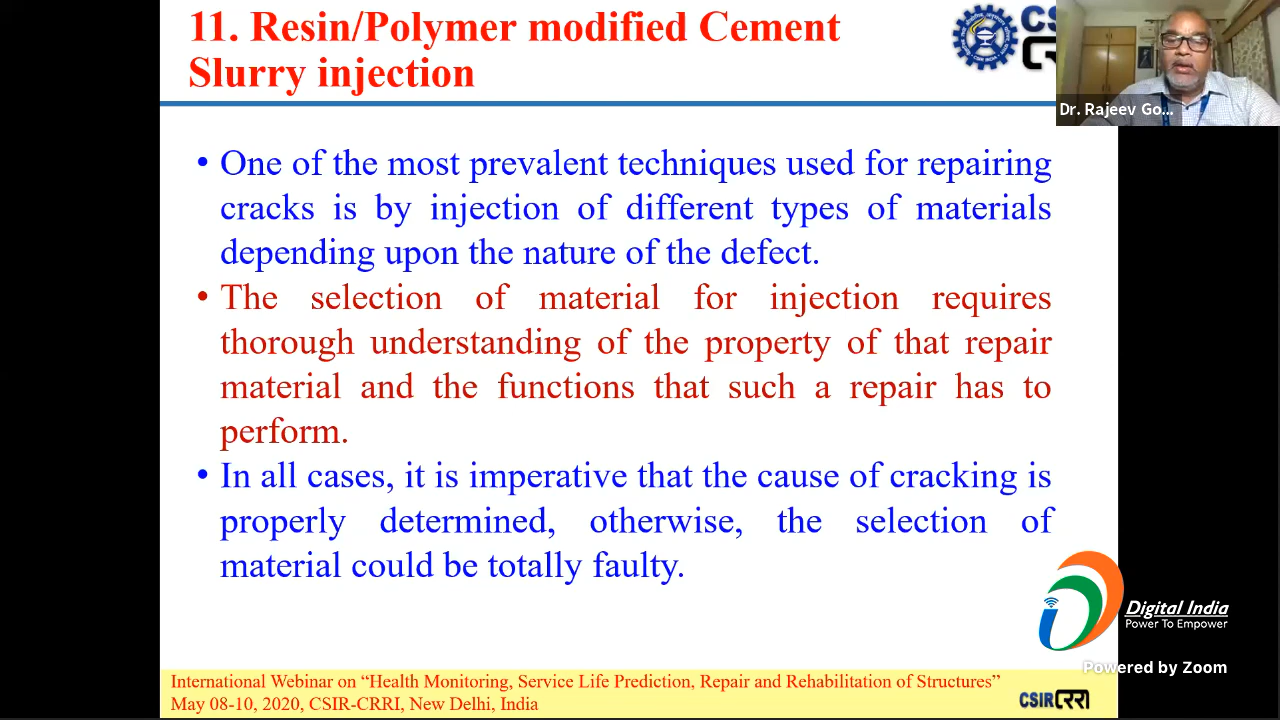 11. Resin/Polymer modified Cement
Slurry injection
CSI
Dr. Rajeev Go...
• One of the most prevalent techniques used for repairing
cracks is by injection of different types of materials
depending upon the nature of the defect.
• The selection of material for injection requires
thorough understanding of the property of that repair
material and the functions that such a repair has to
perform.
• In all cases, it is imperative that the cause of cracking is
properly determined, otherwise, the selection of
material could be totally faulty.
Digital India
Power To Empower
Powered by Zoom
International Webinar on “Health Monitoring, Service Life Prediction, Repair and Rehabilitation of Structures”
May 08-10, 2020, CSIR-CRRI, New Delhi, India
CSIR CRRI